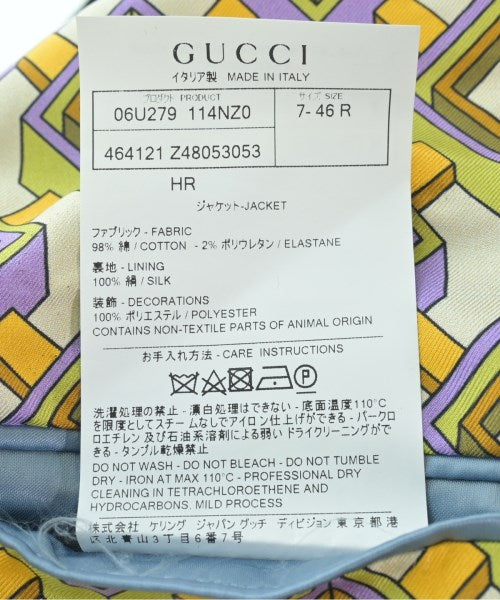 GUCCI
イタリア製 MADE IN ITALY
プロダクト PRODUCT
サイズ SIZE
06U279 114NZ0
7- 46 R
464121 Z48053053
HR
ジャケット-JACKET
ファブリック - FABRIC
98% 綿 / COTTON - 2% ポリウレタン / ELASTANE
裏地 - LINING
100% 絹 / SILK
装飾 - DECORATIONS
100% ポリエステル / POLYESTER
CONTAINS NON-TEXTILE PARTS OF ANIMAL ORIGIN
お手入れ方法 - CARE INSTRUCTIONS
P
洗濯処理の禁止 - 漂白処理はできない - 底面温度110℃
を限度としてスチームなしでアイロン仕上げができる - パークロ
ロエチレン 及び石油系溶剤による弱い ドライクリーニングができ
る - タンブル乾燥禁止
DO NOT WASH - DO NOT BLEACH - DO NOT TUMBLE
DRY - IRON AT MAX 110°C - PROFESSIONAL DRY
CLEANING IN TETRACHLOROETHENE AND
HYDROCARBONS. MILD PROCESS
株式会社 ケリング ジャパン グッチ ディビジョン 東京都港
区北青山3丁目6番7号